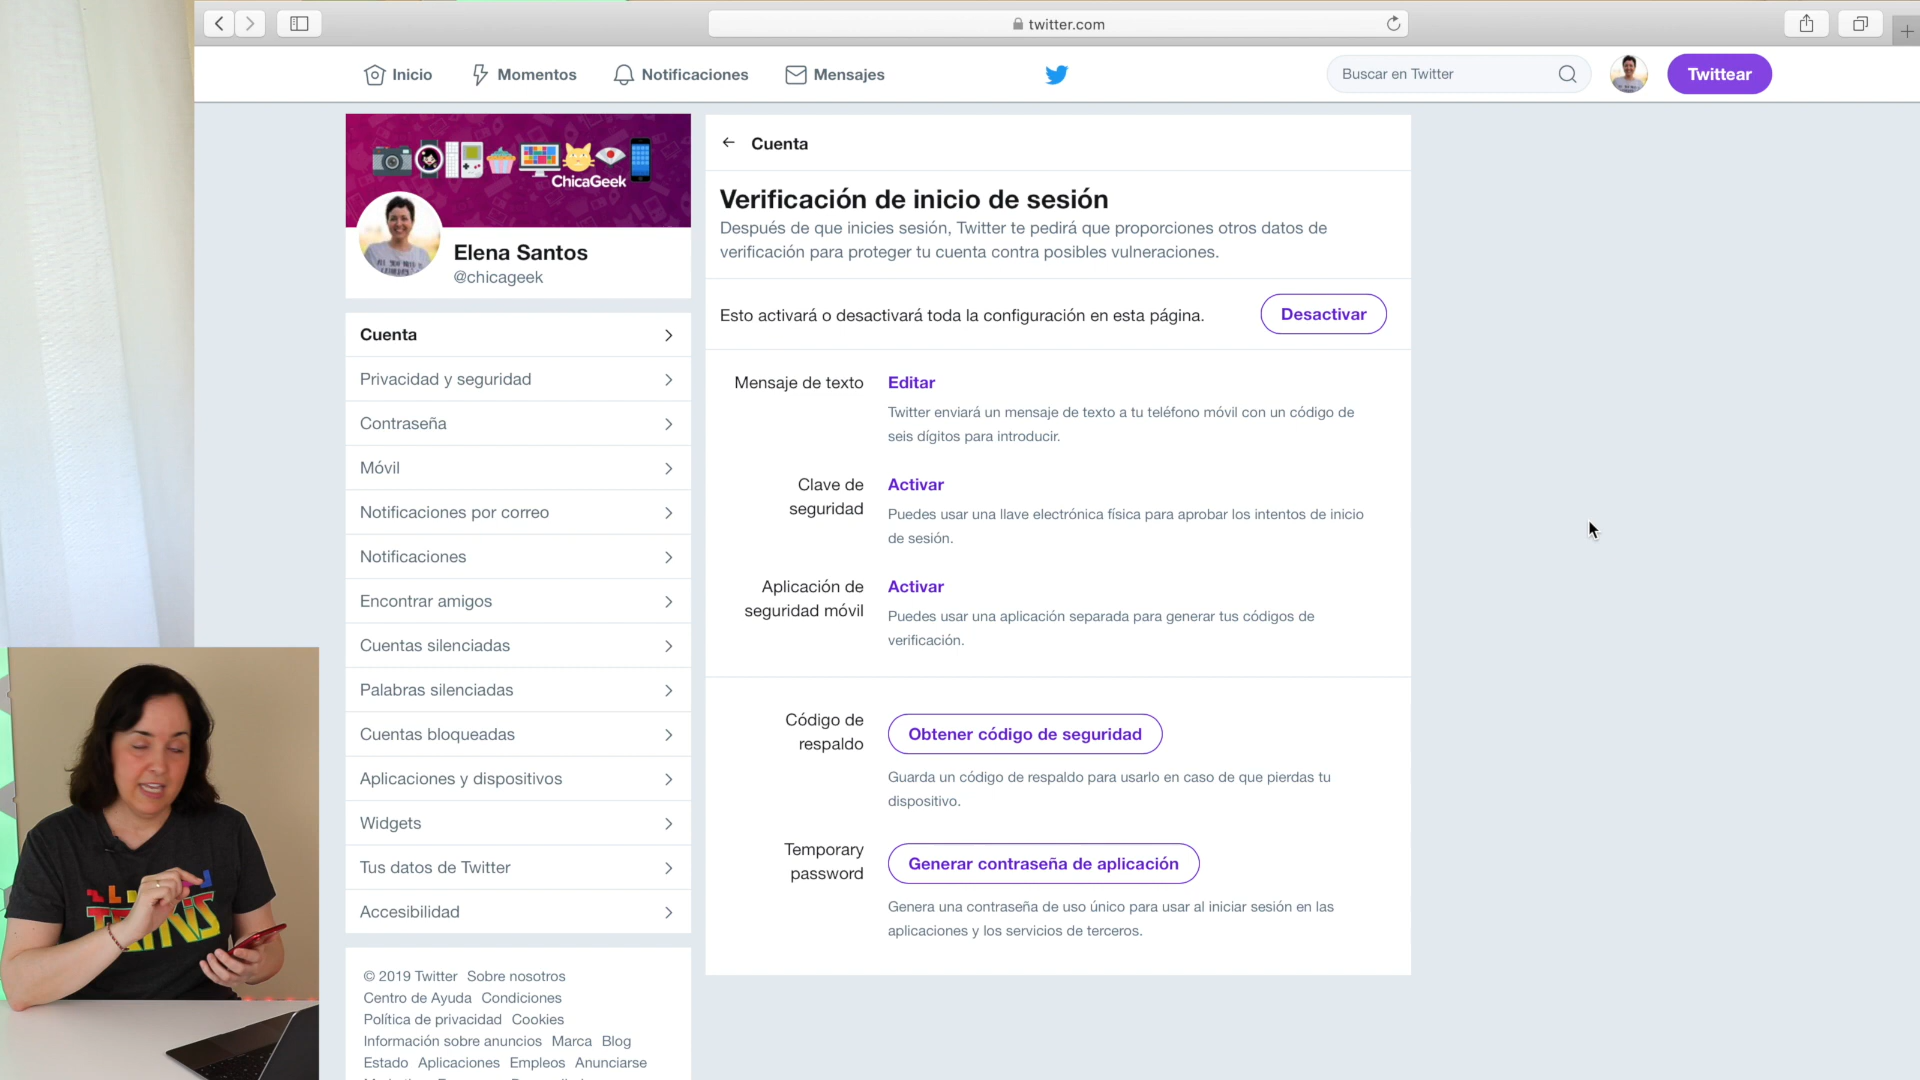 twitter.com
Inicio
Momentos
Notificaciones
Mensajes
Buscar en Twitter
Twittear
ChicaGeek
Elena Santos
@chicageek
Cuenta
Privacidad y seguridad
Contraseña
Móvil
Notificaciones por correo
Notificaciones
Encontrar amigos
Cuentas silenciadas
Palabras silenciadas
Cuentas bloqueadas
Aplicaciones y dispositivos
Widgets
Tus datos de Twitter
Accesibilidad
© 2019 Twitter Sobre nosotros
Centro de Ayuda Condiciones
Política de privacidad Cookies
Información sobre anuncios Marca Blog
Estado Aplicaciones Empleos Anunciarse
Cuenta
Verificación de inicio de sesión
Después de que inicies sesión, Twitter te pedirá que proporciones otros datos de
verificación para proteger tu cuenta contra posibles vulneraciones.
Esto activará o desactivará toda la configuración en esta página.
Desactivar
Mensaje de texto
Editar
Twitter enviará un mensaje de texto a tu teléfono móvil con un código de
seis dígitos para introducir.
Clave de
seguridad
Activar
Puedes usar una llave electrónica física para aprobar los intentos de inicio
de sesión.
Aplicación de
seguridad móvil
Activar
Puedes usar una aplicación separada para generar tus códigos de
verificación.
Código de
respaldo
Obtener código de seguridad
Guarda un código de respaldo para usarlo en caso de que pierdas tu
dispositivo.
Temporary
password
Generar contraseña de aplicación
Genera una contraseña de uso único para usar al iniciar sesión en las
aplicaciones y los servicios de terceros.
TETRIS